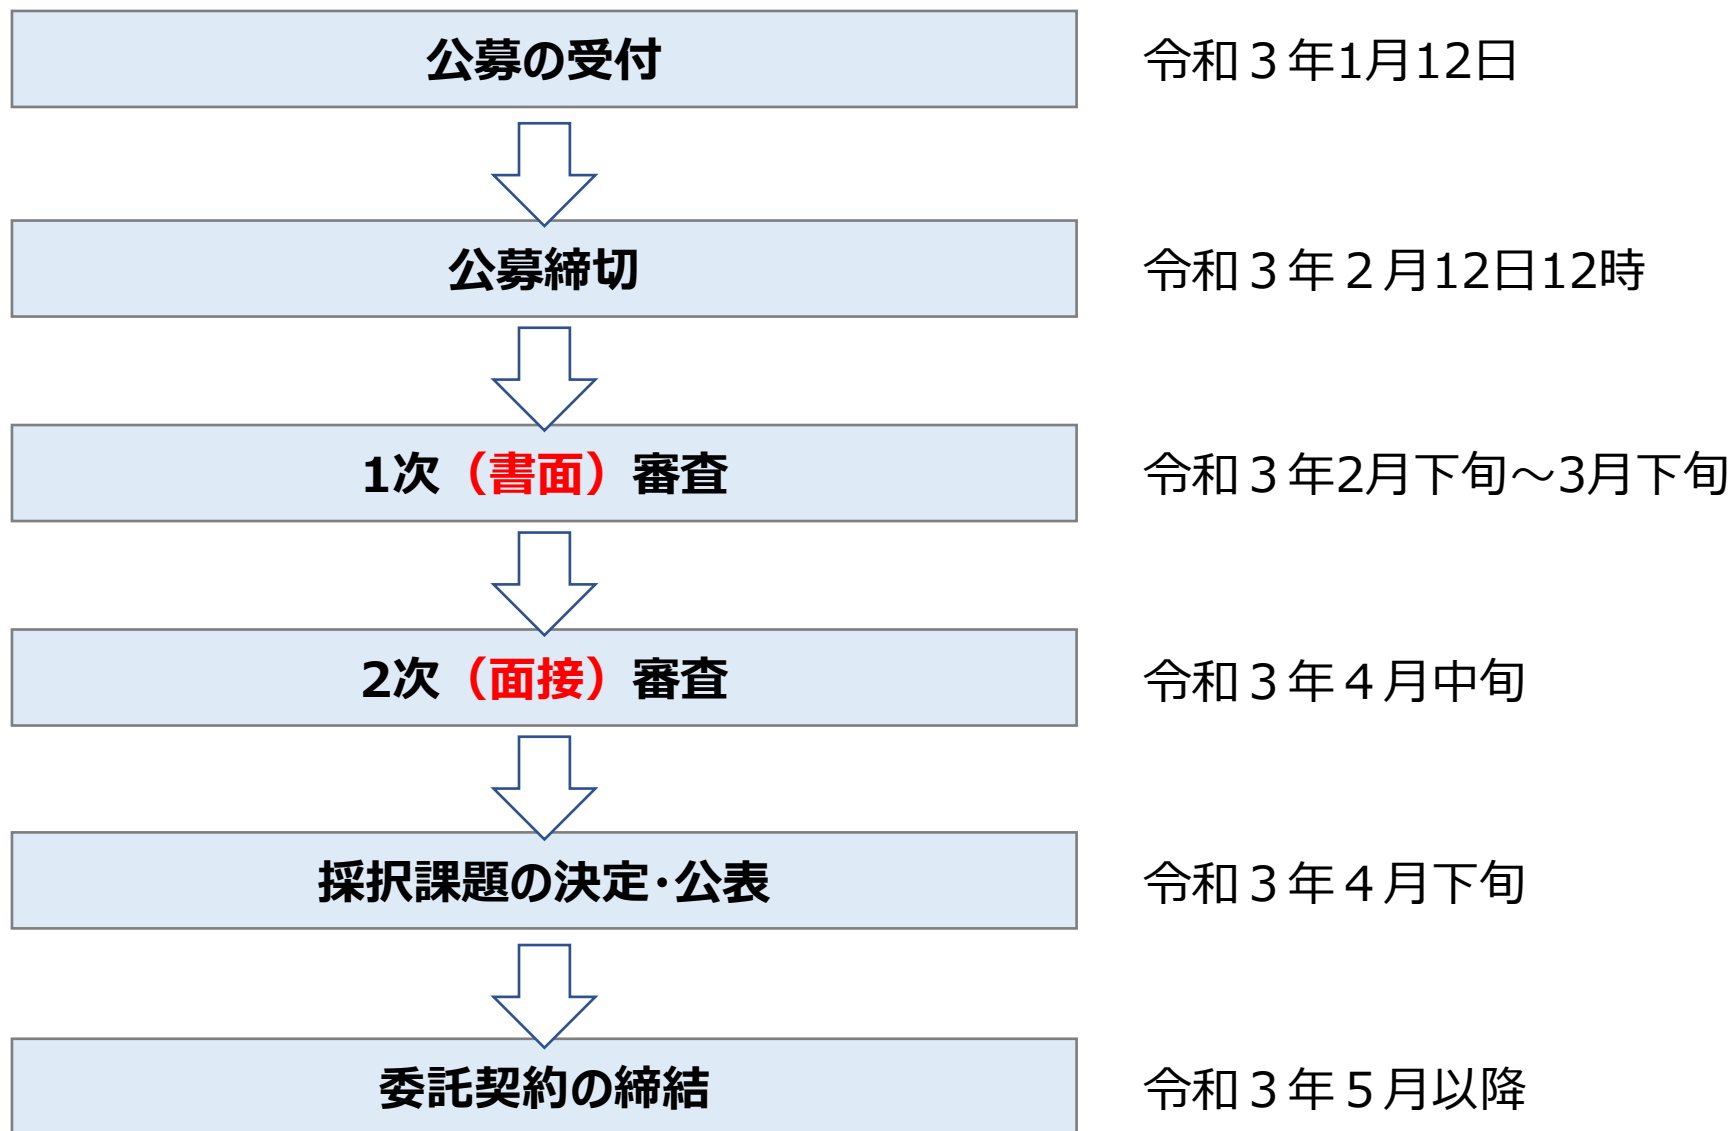 公募の受付
令和３年1月12日
公募締切
令和３年２月12日12時
1次（書面）審査
令和３年2月下旬～3月下旬
2次（面接）審査
令和３年４月中旬
採択課題の決定･公表
令和３年４月下旬
委託契約の締結
令和３年５月以降